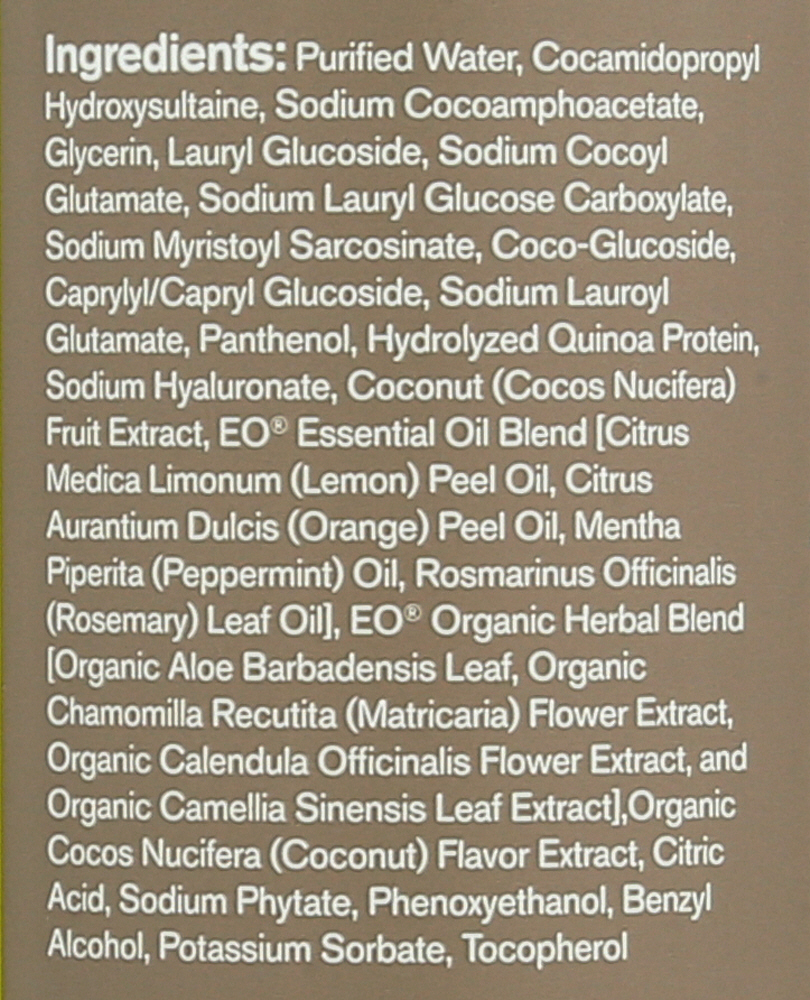 Ingredients: Purified Water, Cocamidopropyl
Hydroxysultaine, Sodium Cocoamphoacetate,
Glycerin, Lauryl Glucoside, Sodium Cocoyl
Glutamate, Sodium Lauryl Glucose Carboxylate,
Sodium Myristoyl Sarcosinate, Coco-Glucoside,
Caprylyl/Capryl Glucoside, Sodium Lauroyl
Glutamate, Panthenol, Hydrolyzed Quinoa Protein,
Sodium Hyaluronate, Coconut (Cocos Nucifera)
Fruit Extract, EO® Essential Oil Blend [Citrus
Medica Limonum (Lemon) Peel Oil, Citrus
Aurantium Dulcis (Orange) Peel Oil, Mentha
Piperita (Peppermint) Oil, Rosmarinus Officinalis
(Rosemary) Leaf Oil], EO® Organic Herbal Blend
[Organic Aloe Barbadensis Leaf, Organic
Chamomilla Recutita (Matricaria) Flower Extract,
Organic Calendula Officinalis Flower Extract, and
Organic Camellia Sinensis Leaf Extract],Organic
Cocos Nucifera (Coconut) Flavor Extract, Citric
Acid, Sodium Phytate, Phenoxyethanol, Benzyl
Alcohol, Potassium Sorbate, Tocopherol